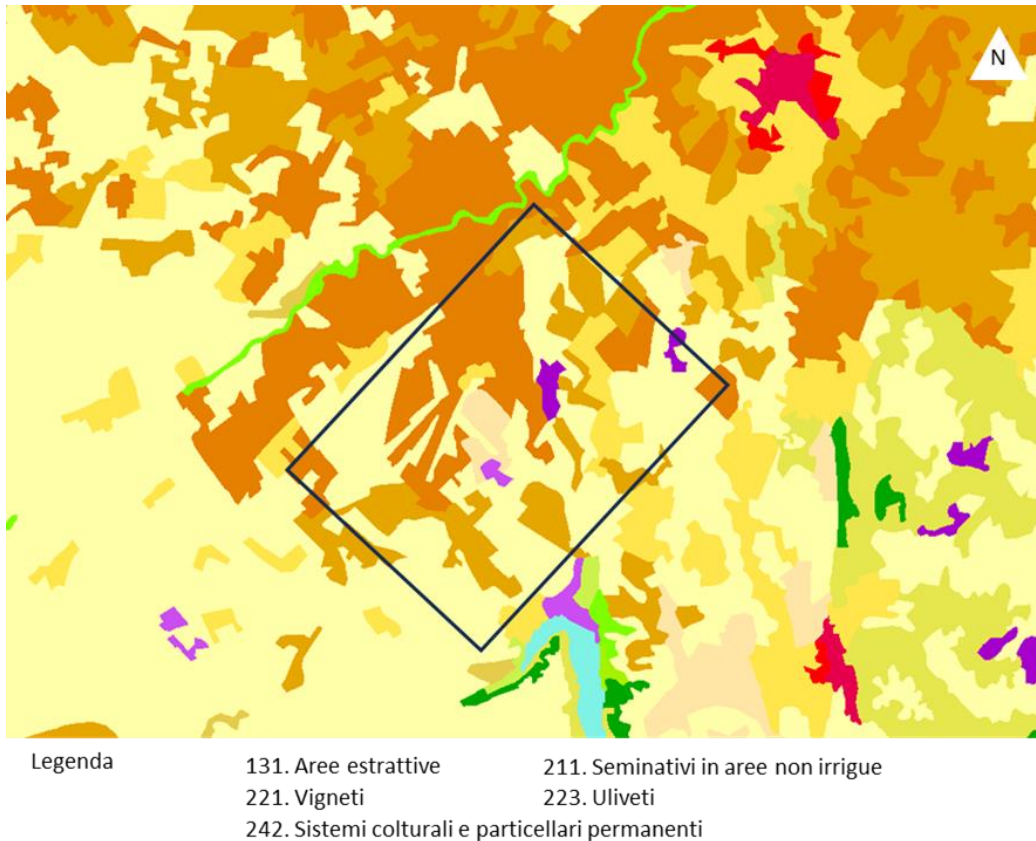 N
Legenda
131. Aree estrattive 211. Seminativi in aree non irrigue
221. Vigneti 223. Uliveti
242. Sistemi colturali e particellari permanenti